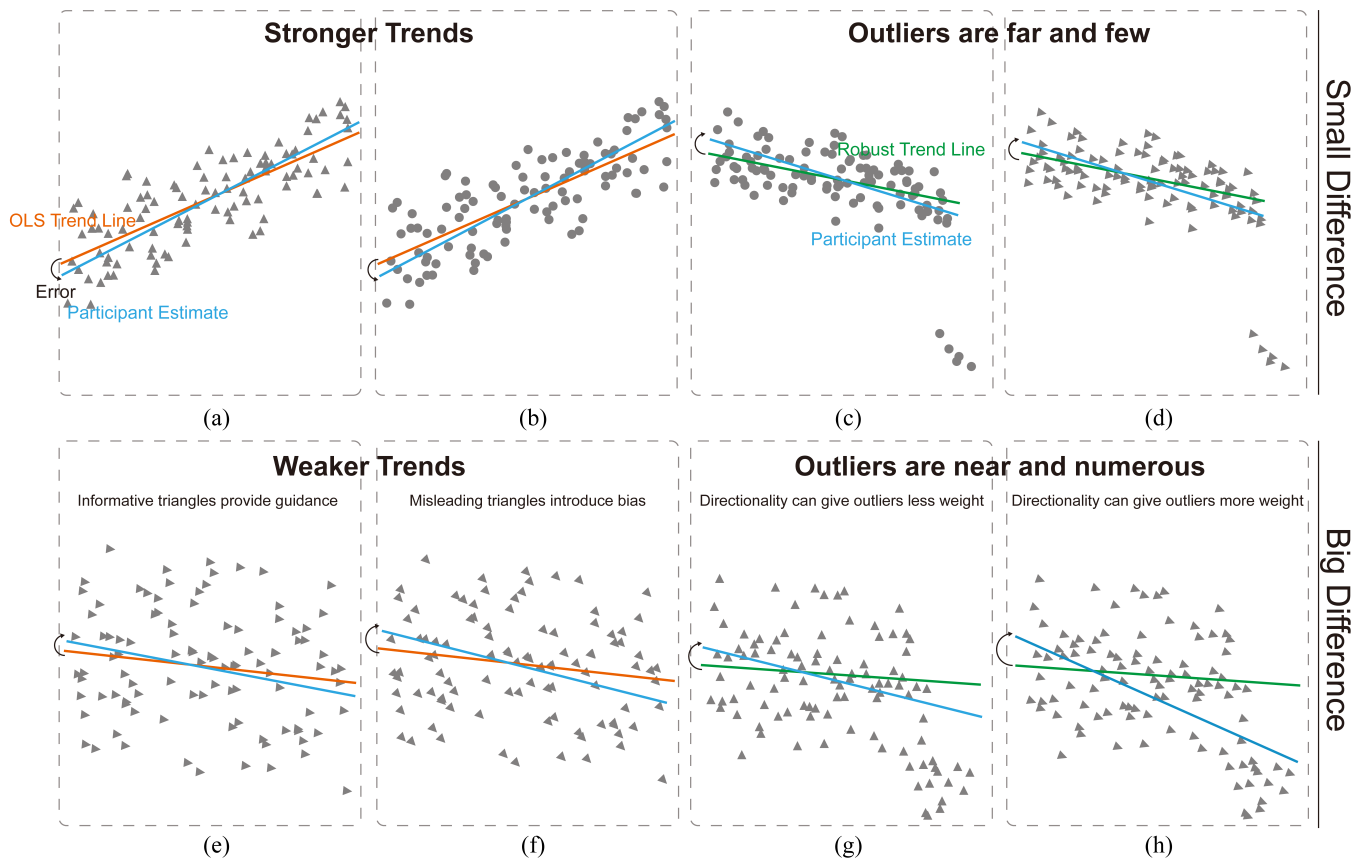 Stronger Trends
Outliers are far and few
Small Difference
OLS Trend Line
Error
Participant Estimate
Robust Trend Line
Participant Estimate
(a)
(b)
(c)
(d)
Weaker Trends
Outliers are near and numerous
Big Difference
Informative triangles provide guidance
Misleading triangles introduce bias
Directionality can give outliers less weight
Directionality can give outliers more weight
(e)
(f)
(g)
(h)